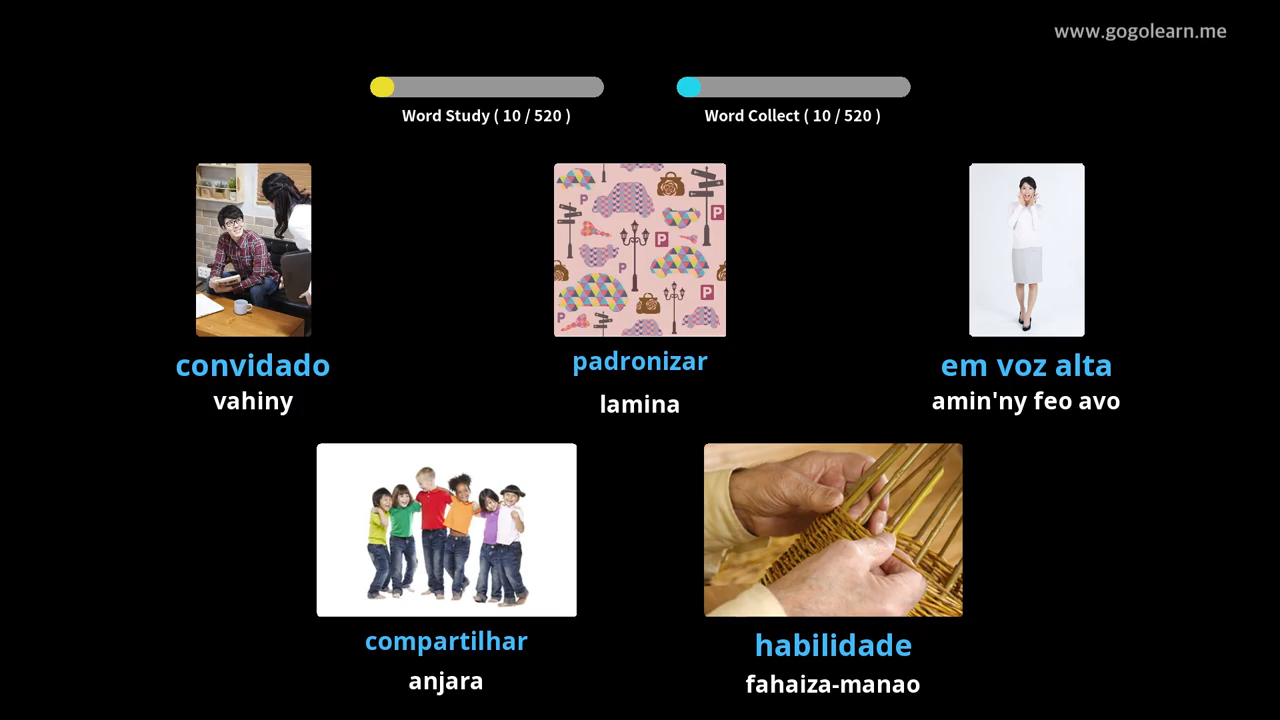 www.gogolearn.me
Word Study ( 10 / 520 )
Word Collect ( 10 / 520 )
P
P
P
P
P
P
convidado
vahiny
padronizar
lamina
em voz alta
amin'ny feo avo
compartilhar
anjara
habilidade
fahaiza-manao